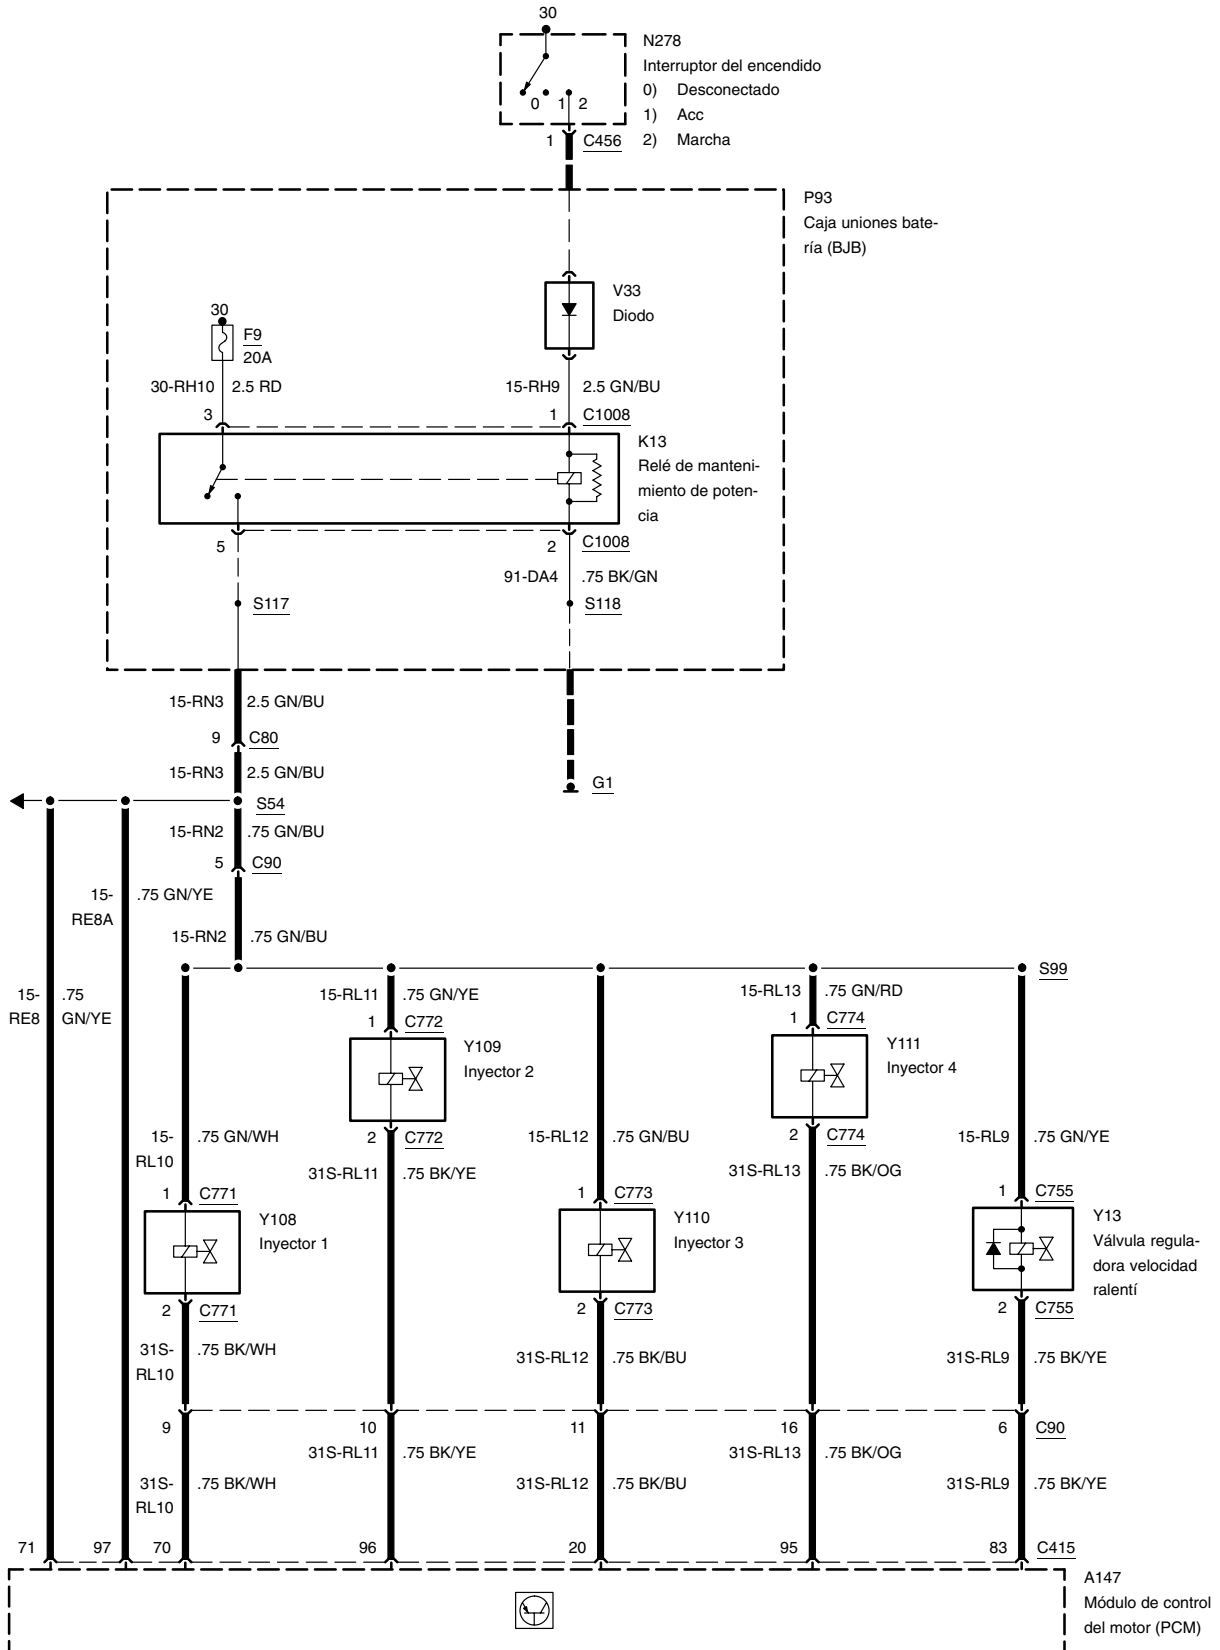 30
N278
Interruptor del encendido
0) Desconectado
1) Acc
2) Marcha
0 1 2
1 C456
P93
Caja uniones bate-
ría (BJB)
V33
Diodo
30
F9
20A
30-RH10 2.5 RD
15-RH9 2.5 GN/BU
3
1 C1008
K13
Relé de manteni-
miento de poten-
cia
5
2 C1008
91-DA4 .75 BK/GN
S117
S118
15-RN3 2.5 GN/BU
9 C80
15-RN3 2.5 GN/BU
G1
S54
15-RN2 .75 GN/BU
5 C90
15-
RE8A
.75 GN/YE
15-RN2 .75 GN/BU
S99
15-
RE8
.75
GN/YE
15-RL11 .75 GN/YE
1 C772
Y109
Inyector 2
2 C772
31S-RL11 .75 BK/YE
15-RL13 .75 GN/RD
1 C774
Y111
Inyector 4
2 C774
31S-RL13 .75 BK/OG
15-
RL10
.75 GN/WH
1 C771
Y108
Inyector 1
2 C771
31S-
RL10
.75 BK/WH
15-RL12 .75 GN/BU
1 C773
Y110
Inyector 3
2 C773
31S-RL12 .75 BK/BU
15-RL9 .75 GN/YE
1 C755
Y13
Válvula regula-
dora velocidad
ralentí
2 C755
31S-RL9 .75 BK/YE
9 10 11 16 6 C90
31S-RL11 .75 BK/YE
31S-RL13 .75 BK/OG
31S-
RL10
.75 BK/WH
31S-RL12 .75 BK/BU
31S-RL9 .75 BK/YE
71 97 70 96 20 95 83 C415
A147
Módulo de control
del motor (PCM)